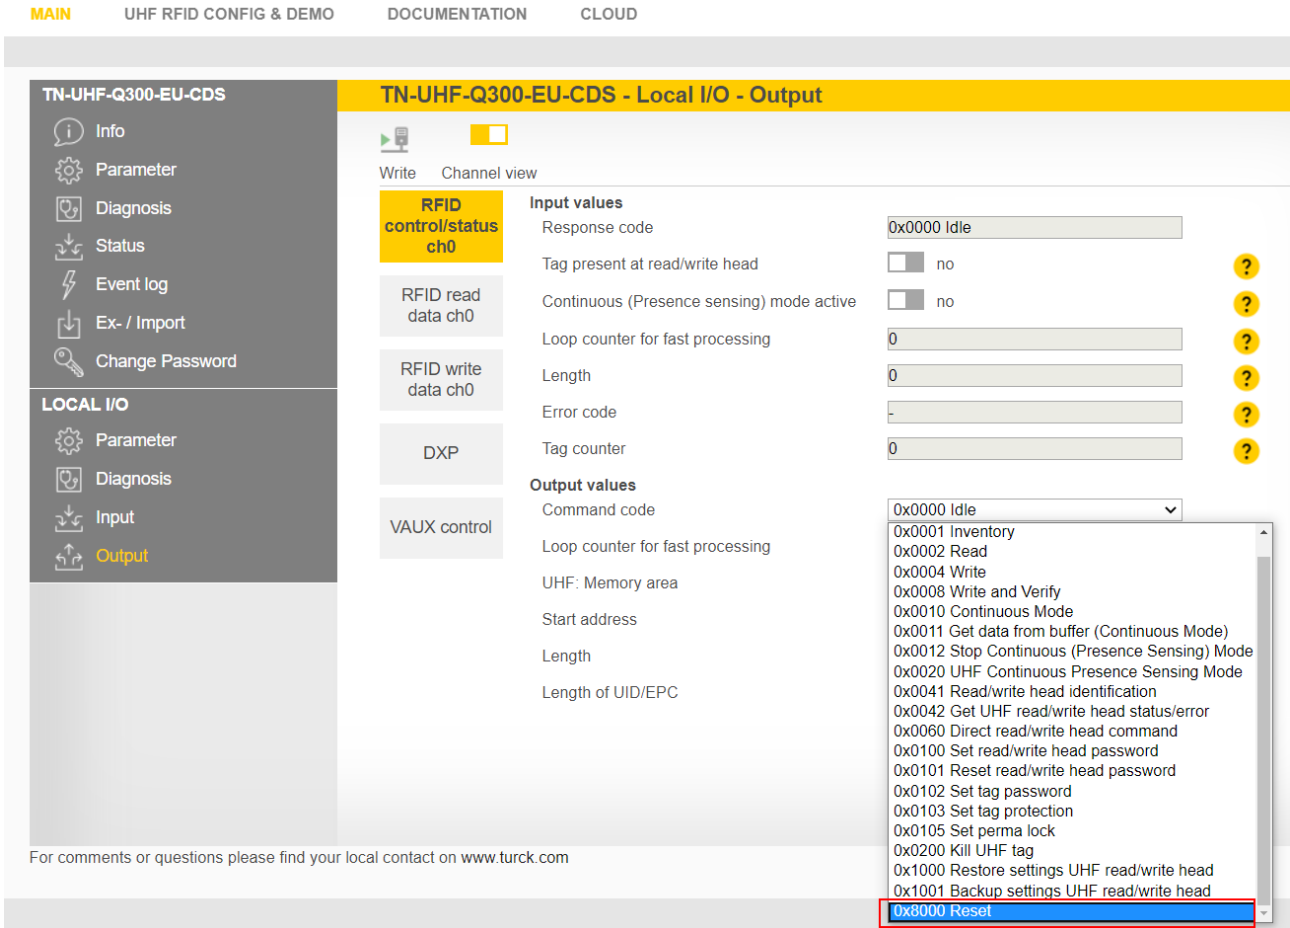 MAIN UHF RFID CONFIG & DEMO DOCUMENTATION CLOUD
TN-UHF-Q300-EU-CDS
Info
Parameter
Diagnosis
Status
Event log
Ex- / Import
Change Password
LOCAL I/O
Parameter
Diagnosis
Input
Output
TN-UHF-Q300-EU-CDS - Local I/O - Output
Write Channel view
RFID
control/status
ch0
RFID read
data ch0
RFID write
data ch0
DXP
VAUX control
Input values
Response code 0x0000 Idle
Tag present at read/write head no ?
Continuous (Presence sensing) mode active no ?
Loop counter for fast processing 0 ?
Length 0 ?
Error code - ?
Tag counter 0 ?
Output values
Command code 0x0000 Idle
Loop counter for fast processing
UHF: Memory area
Start address
Length
Length of UID/EPC
0x0001 Inventory
0x0002 Read
0x0004 Write
0x0008 Write and Verify
0x0010 Continuous Mode
0x0011 Get data from buffer (Continuous Mode)
0x0012 Stop Continuous (Presence Sensing) Mode
0x0020 UHF Continuous Presence Sensing Mode
0x0041 Read/write head identification
0x0042 Get UHF read/write head status/error
0x0060 Direct read/write head command
0x0100 Set read/write head password
0x0101 Reset read/write head password
0x0102 Set tag password
0x0103 Set tag protection
0x0105 Set perma lock
0x0200 Kill UHF tag
0x1000 Restore settings UHF read/write head
0x1001 Backup settings UHF read/write head
0x8000 Reset
For comments or questions please find your local contact on www.turck.com